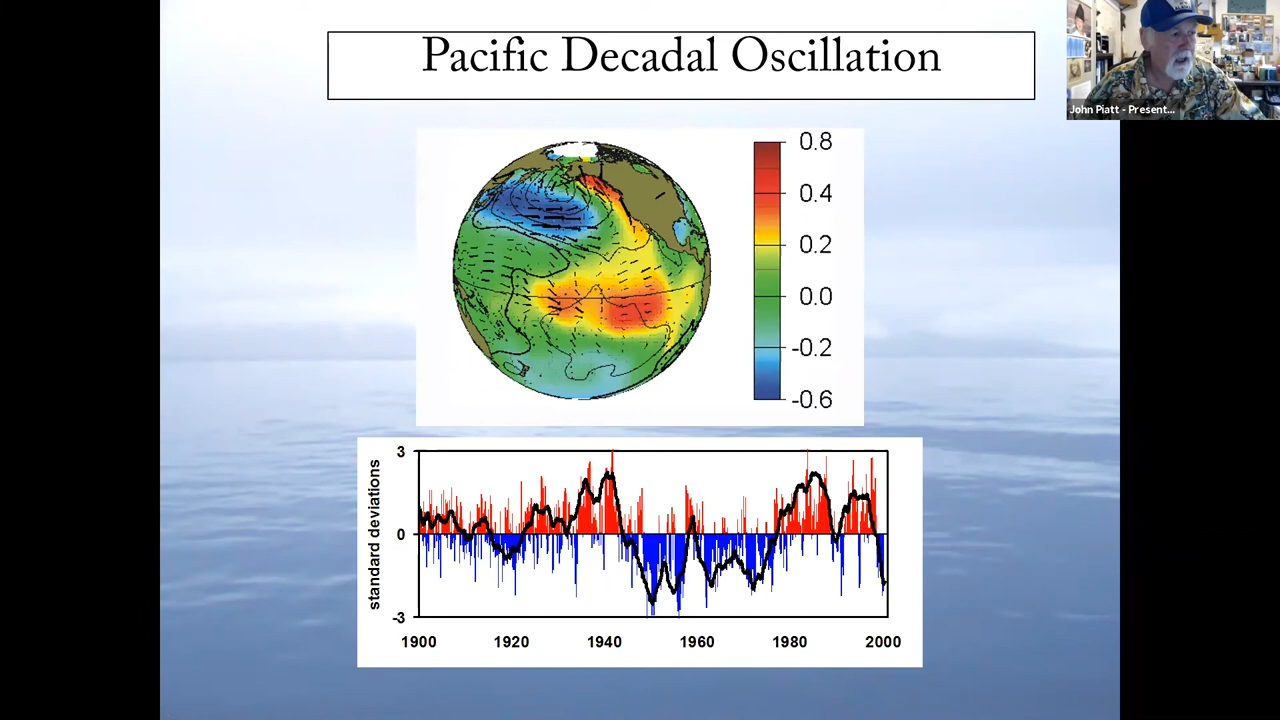 Pacific Decadal Oscillation
John Piatt - Present...
0.8
0.4
0.2
0.0
-0.2
-0.6
standard deviations
3
0
-3
1900 1920 1940 1960 1980 2000